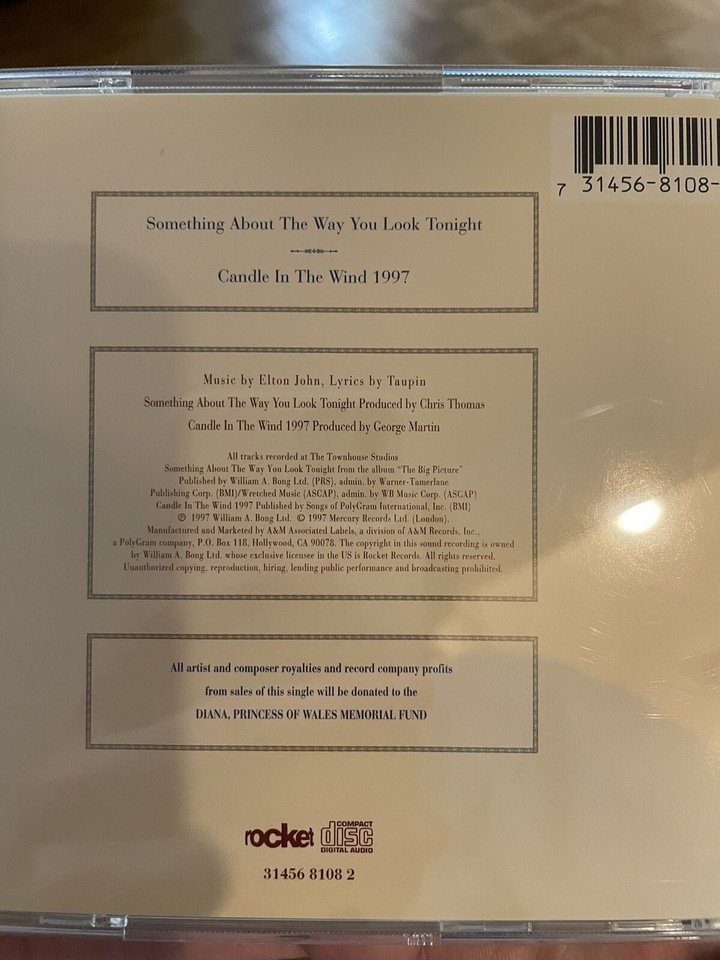 7 31456-8108-
Something About The Way You Look Tonight
Candle In The Wind 1997
Music by Elton John, Lyrics by Taupin
Something About The Way You Look Tonight Produced by Chris Thomas
Candle In The Wind 1997 Produced by George Martin
All tracks recorded at The Townhouse Studios
Something About The Way You Look Tonight from the album "The Big Picture"
Published by William A. Bong Ltd. (PRS), admin. by Warner-Tamerlane
Publishing Corp. (BMI)/Wretched Music (ASCAP), admin. by WB Music Corp. (ASCAP)
Candle In The Wind 1997 Published by Songs of PolyGram International, Inc. (BMI)
℗ 1997 William A. Bong Ltd. © 1997 Mercury Records Ltd. (London).
Manufactured and Marketed by A&M Associated Labels, a division of A&M Records, Inc.,
a PolyGram company, P.O. Box 118, Hollywood, CA 90078. The copyright in this sound recording is owned
by William A. Bong Ltd. whose exclusive licensee in the US is Rocket Records. All rights reserved.
Unauthorized copying, reproduction, hiring, lending public performance and broadcasting prohibited.
All artist and composer royalties and record company profits
from sales of this single will be donated to the
DIANA, PRINCESS OF WALES MEMORIAL FUND
rocket COMPACT disc DIGITAL AUDIO
31456 8108 2